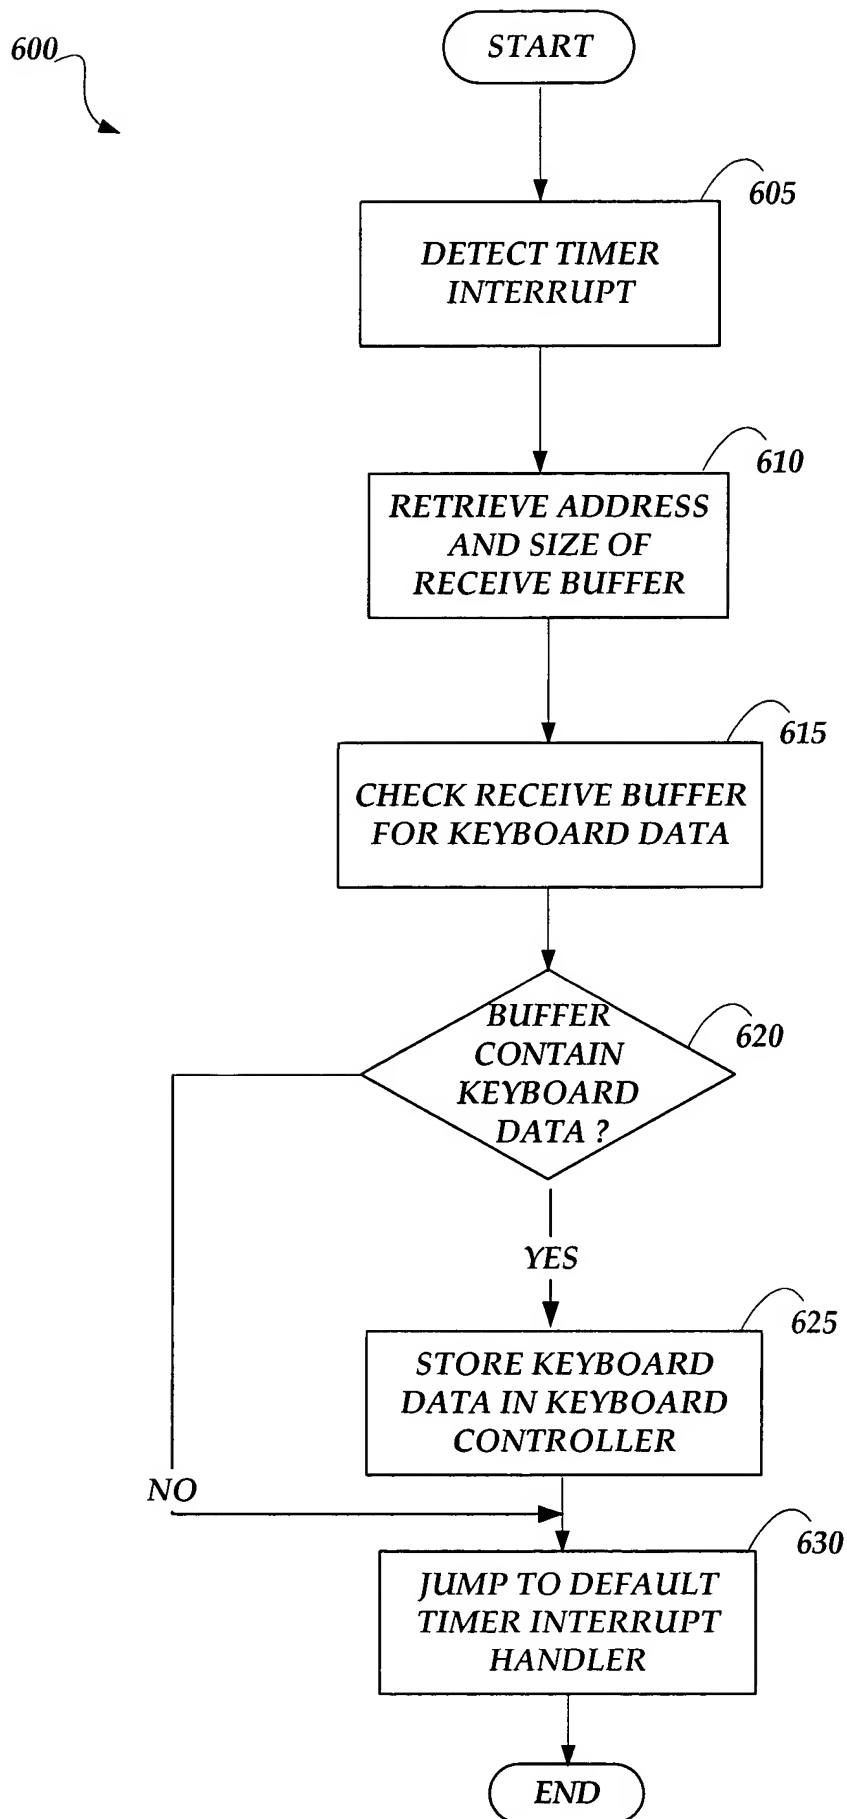 600
START
605
DETECT TIMER
INTERRUPT
610
RETRIEVE ADDRESS
AND SIZE OF
RECEIVE BUFFER
615
CHECK RECEIVE BUFFER
FOR KEYBOARD DATA
620
BUFFER
CONTAIN
KEYBOARD
DATA ?
YES
625
STORE KEYBOARD
DATA IN KEYBOARD
CONTROLLER
NO
630
JUMP TO DEFAULT
TIMER INTERRUPT
HANDLER
END